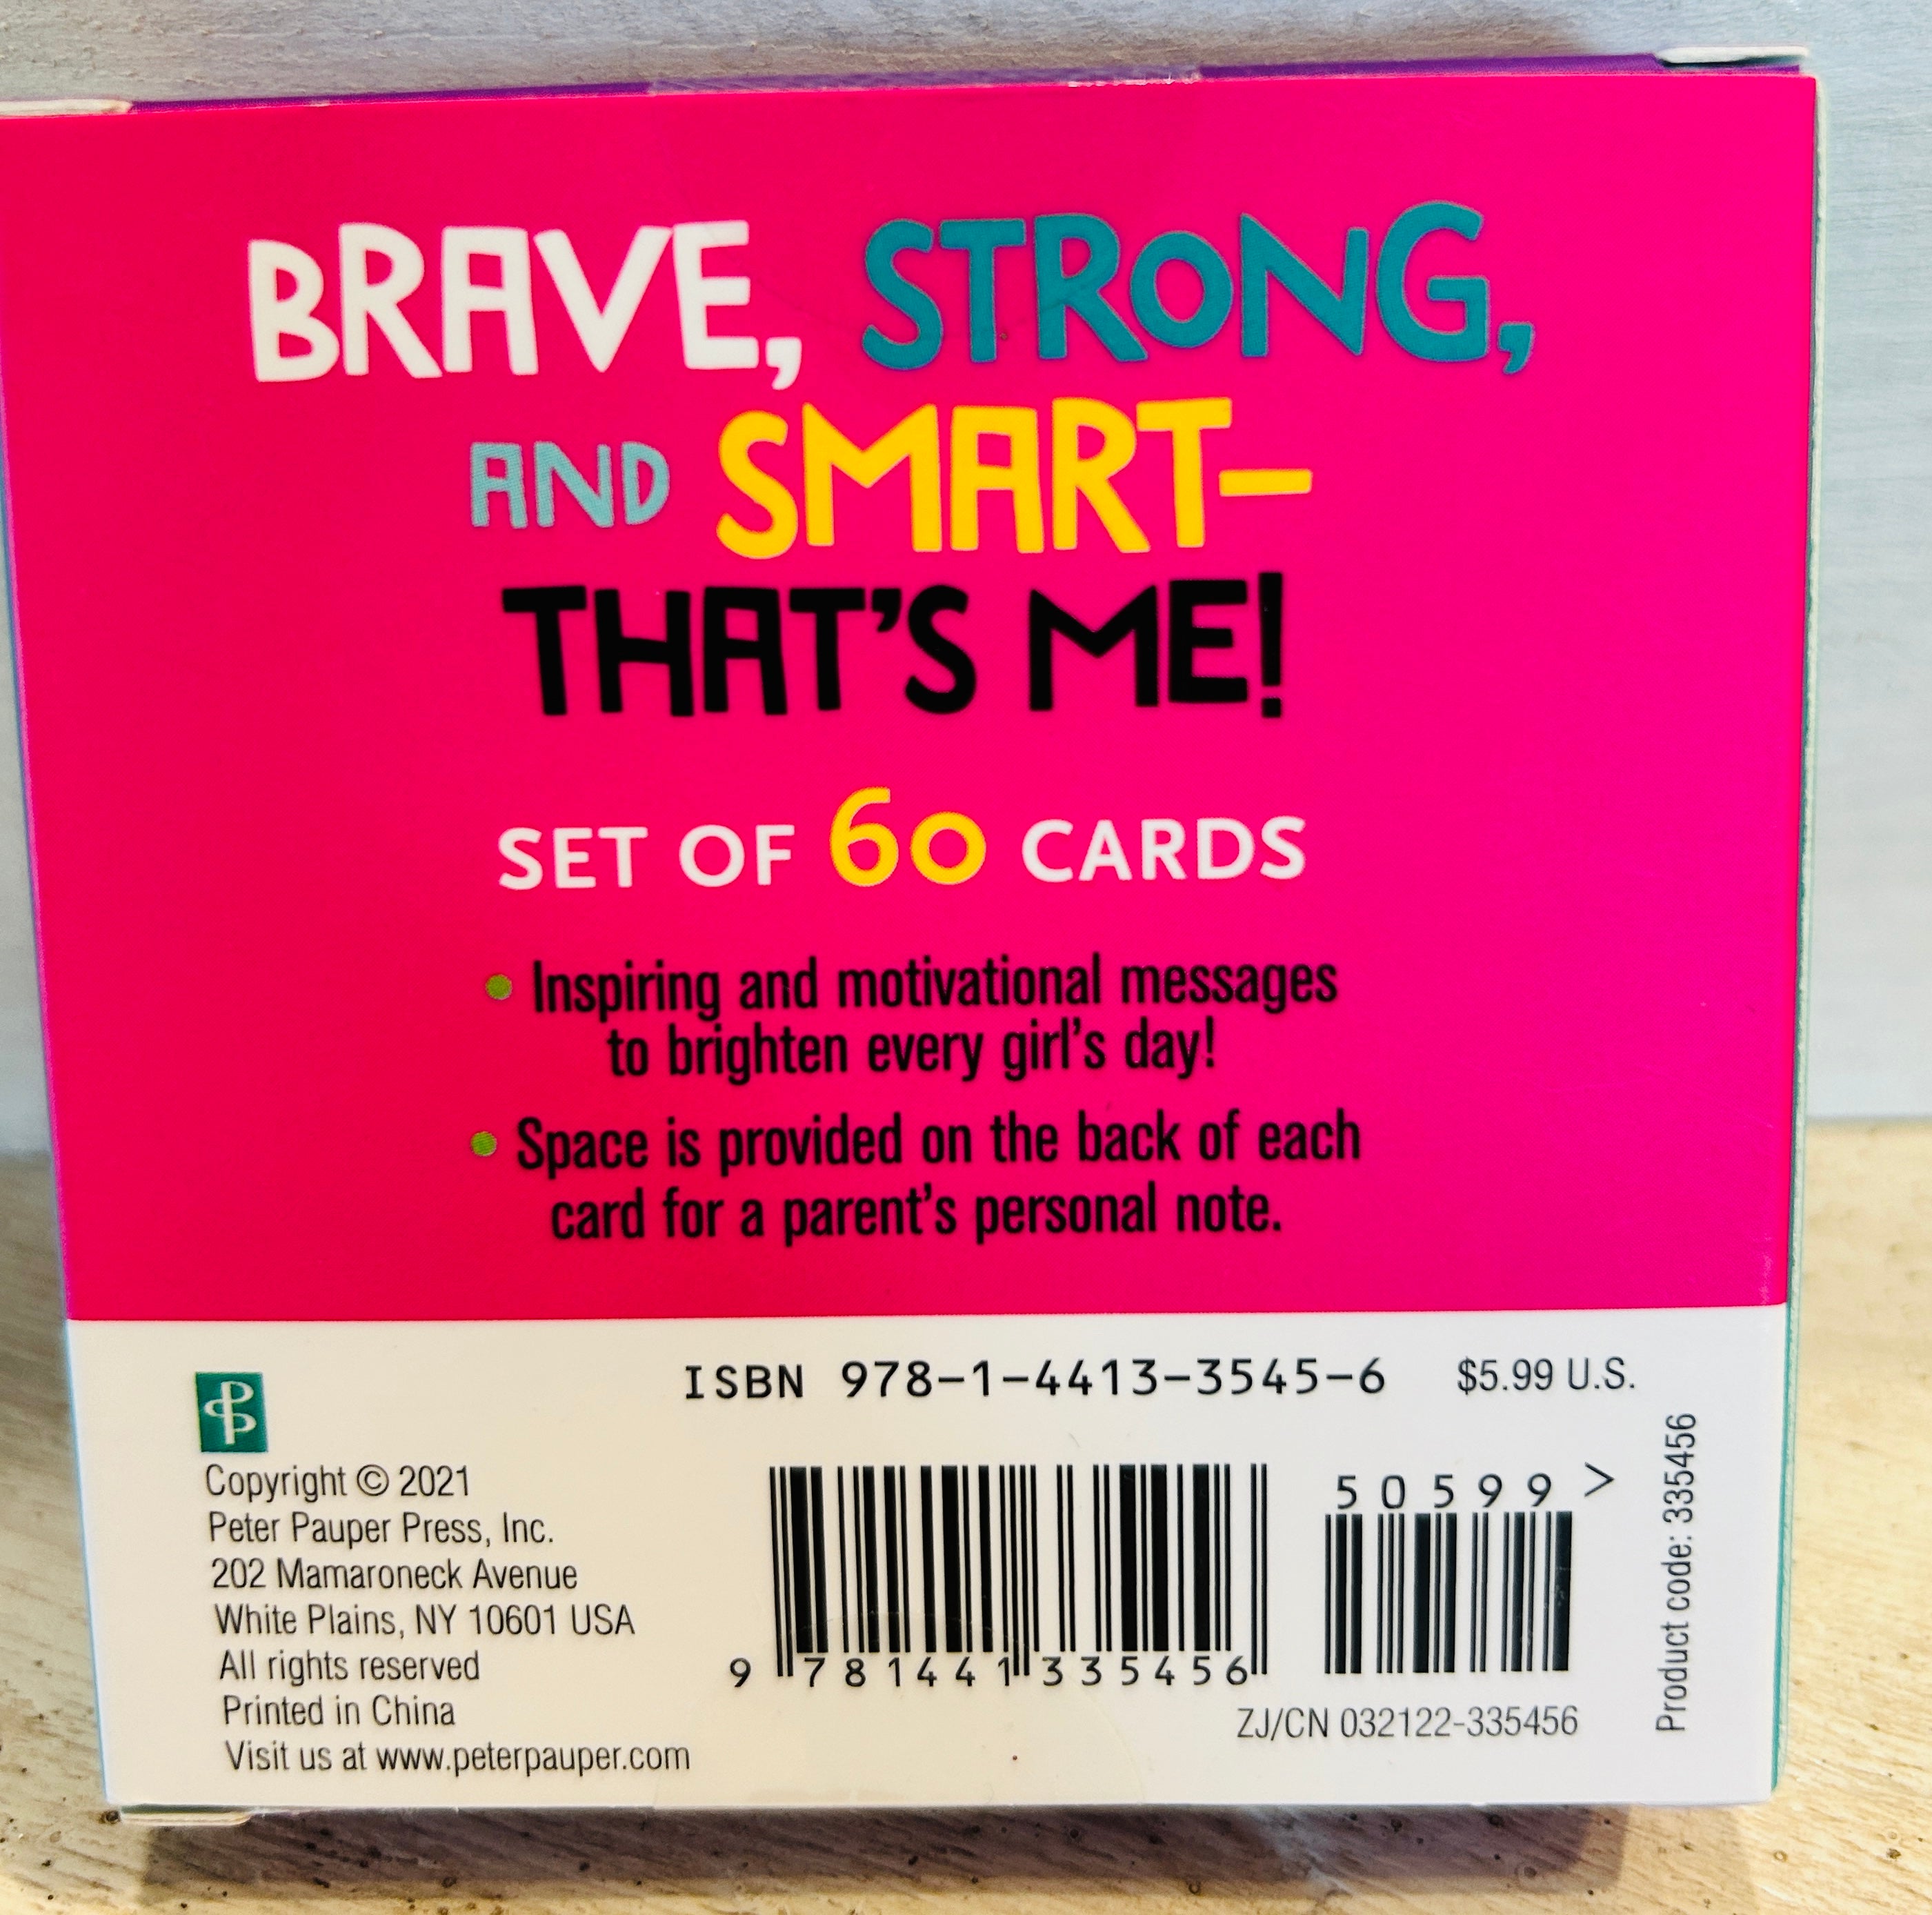 BRAVE, STRONG,
AND SMART–
THAT'S ME!
SET OF 60 CARDS
• Inspiring and motivational messages
to brighten every girl's day!
• Space is provided on the back of each
card for a parent's personal note.
ISBN 978-1-4413-3545-6 $5.99 U.S.
Copyright © 2021
Peter Pauper Press, Inc.
202 Mamaroneck Avenue
White Plains, NY 10601 USA
All rights reserved
Printed in China
Visit us at www.peterpauper.com
9 781441 335456
50599 >
ZJ/CN 032122-335456
Product code: 335456